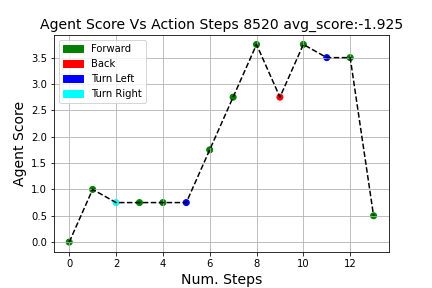 Agent Score Vs Action Steps 8520 avg_score:-1.925
Forward
Back
Turn Left
Turn Right
Agent Score
3.5
3.0
2.5
2.0
1.5
1.0
0.5
0.0
0 2 4 6 8 10 12
Num. Steps